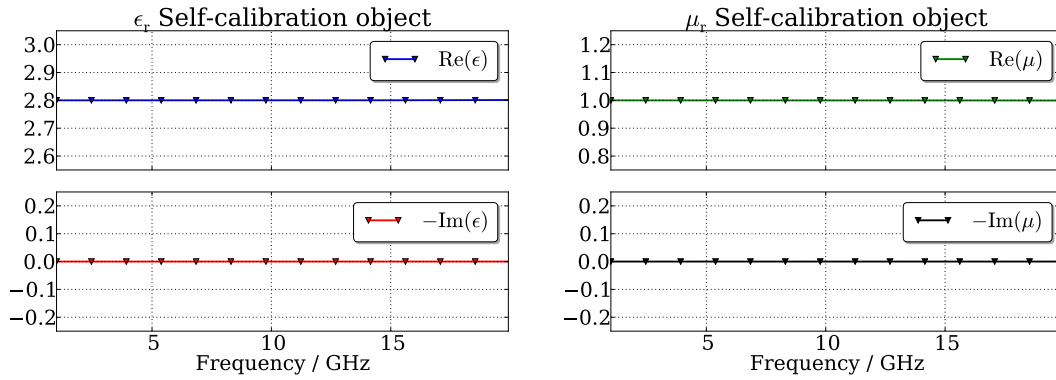 ϵr Self-calibration object
3.0
2.9
2.8
2.7
2.6
Re(ϵ)
0.2
0.1
0.0
−0.1
−0.2
−Im(ϵ)
5 10 15
Frequency / GHz
μr Self-calibration object
1.2
1.1
1.0
0.9
0.8
Re(μ)
0.2
0.1
0.0
−0.1
−0.2
−Im(μ)
5 10 15
Frequency / GHz